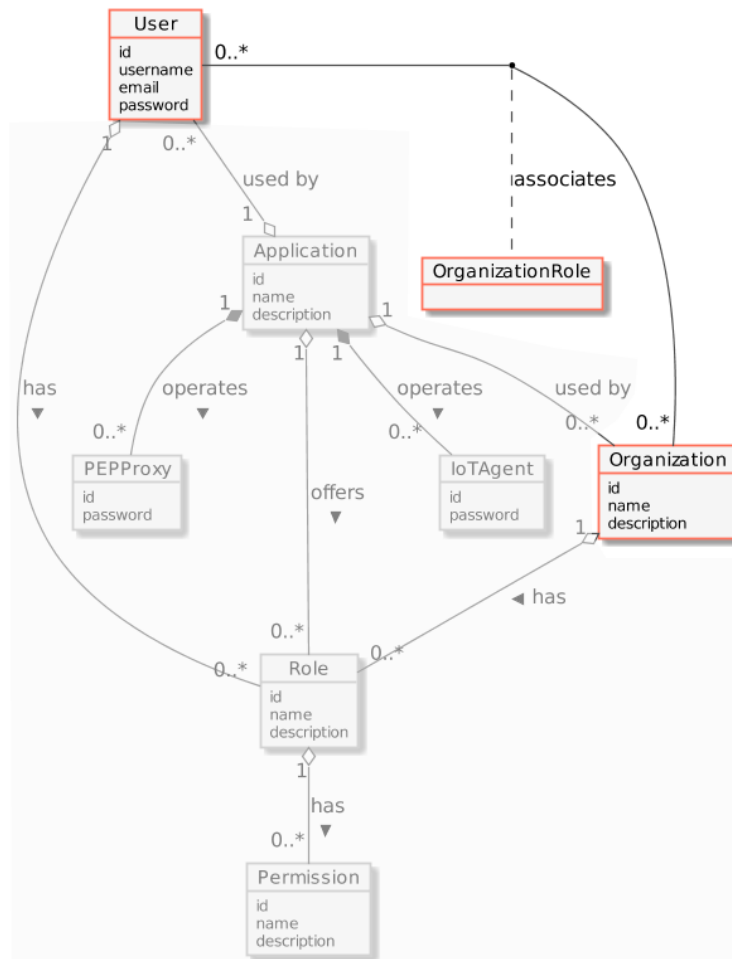 User
id
username
email
password
0..*
1
0..*
used by
associates
1
Application
id
name
description
OrganizationRole
1
1
1
1
has
▼
operates
▼
operates
▼
used by
0..*
0..*
0..*
0..*
PEPProxy
id
password
offers
▼
IoTAgent
id
password
Organization
id
name
description
1
◀ has
0..*
0..*
0..*
Role
id
name
description
1
has
▼
0..*
Permission
id
name
description